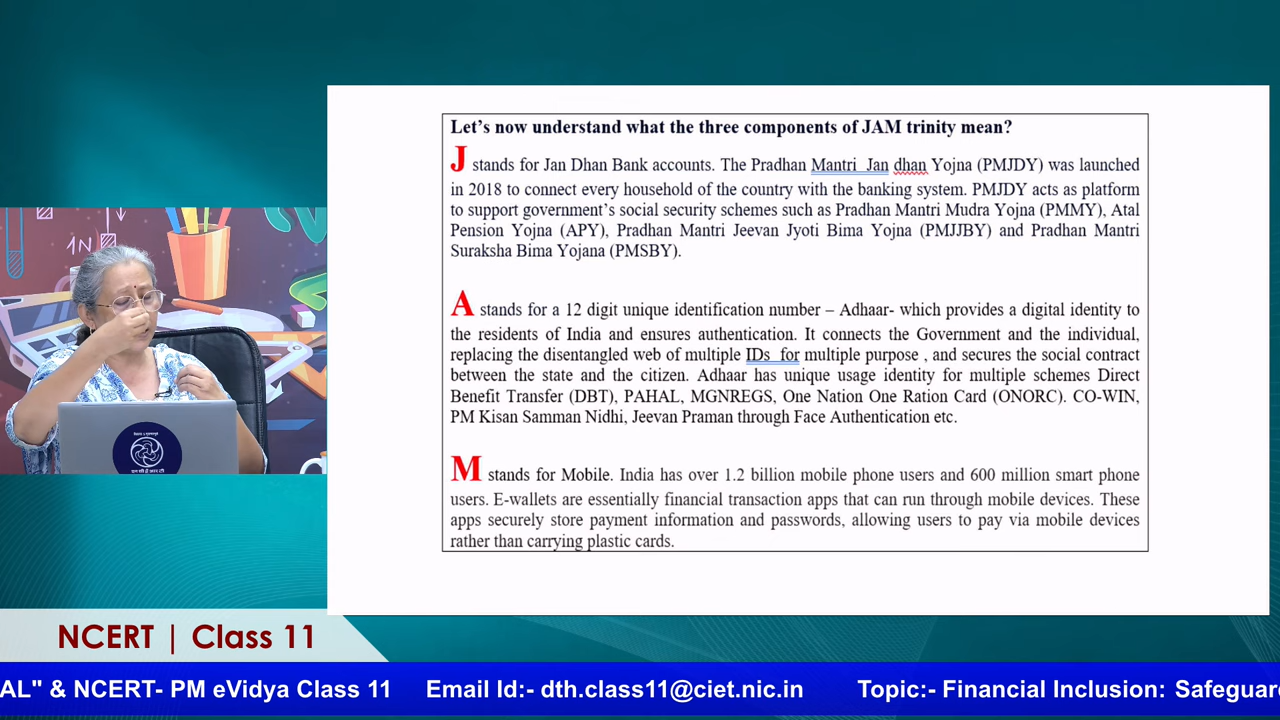 Let's now understand what the three components of JAM trinity mean?
J stands for Jan Dhan Bank accounts. The Pradhan Mantri Jan dhan Yojna (PMJDY) was launched
in 2018 to connect every household of the country with the banking system. PMJDY acts as platform
to support government's social security schemes such as Pradhan Mantri Mudra Yojna (PMMY), Atal
Pension Yojna (APY), Pradhan Mantri Jeevan Jyoti Bima Yojna (PMJJBY) and Pradhan Mantri
Suraksha Bima Yojana (PMSBY).
A stands for a 12 digit unique identification number – Adhaar- which provides a digital identity to
the residents of India and ensures authentication. It connects the Government and the individual,
replacing the disentangled web of multiple IDs for multiple purpose , and secures the social contract
between the state and the citizen. Adhaar has unique usage identity for multiple schemes Direct
Benefit Transfer (DBT), PAHAL, MGNREGS, One Nation One Ration Card (ONORC). CO-WIN,
PM Kisan Samman Nidhi, Jeevan Praman through Face Authentication etc.
M stands for Mobile. India has over 1.2 billion mobile phone users and 600 million smart phone
users. E-wallets are essentially financial transaction apps that can run through mobile devices. These
apps securely store payment information and passwords, allowing users to pay via mobile devices
rather than carrying plastic cards.
1N
NCERT | Class 11
AL" & NCERT- PM eVidya Class 11 Email Id:- dth.class11@ciet.nic.in Topic:- Financial Inclusion: Safeguar